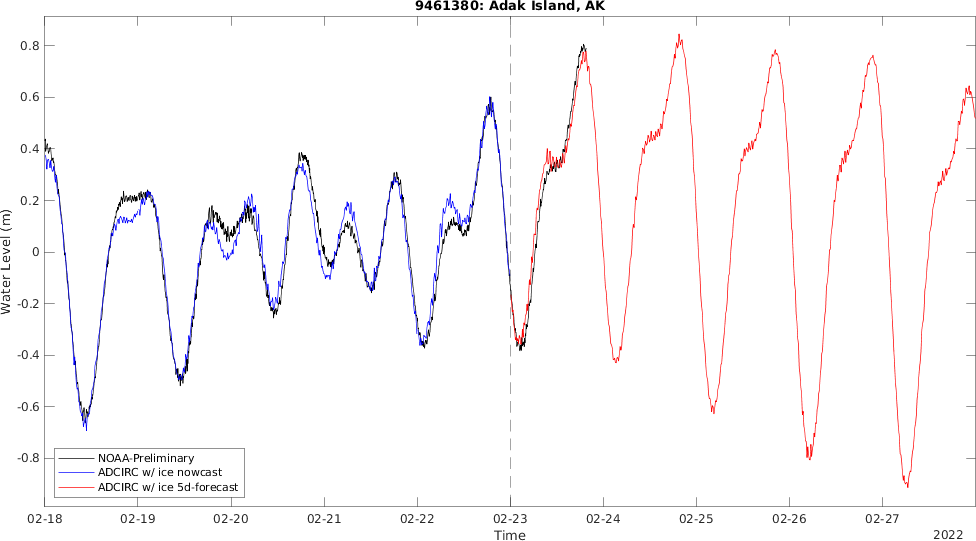 9461380: Adak Island, AK
0.8
0.6
0.4
0.2
0
-0.2
-0.4
-0.6
-0.8
Water Level (m)
NOAA-Preliminary
ADCIRC w/ ice nowcast
ADCIRC w/ ice 5d-forecast
02-18 02-19 02-20 02-21 02-22 02-23 02-24 02-25 02-26 02-27
Time
2022